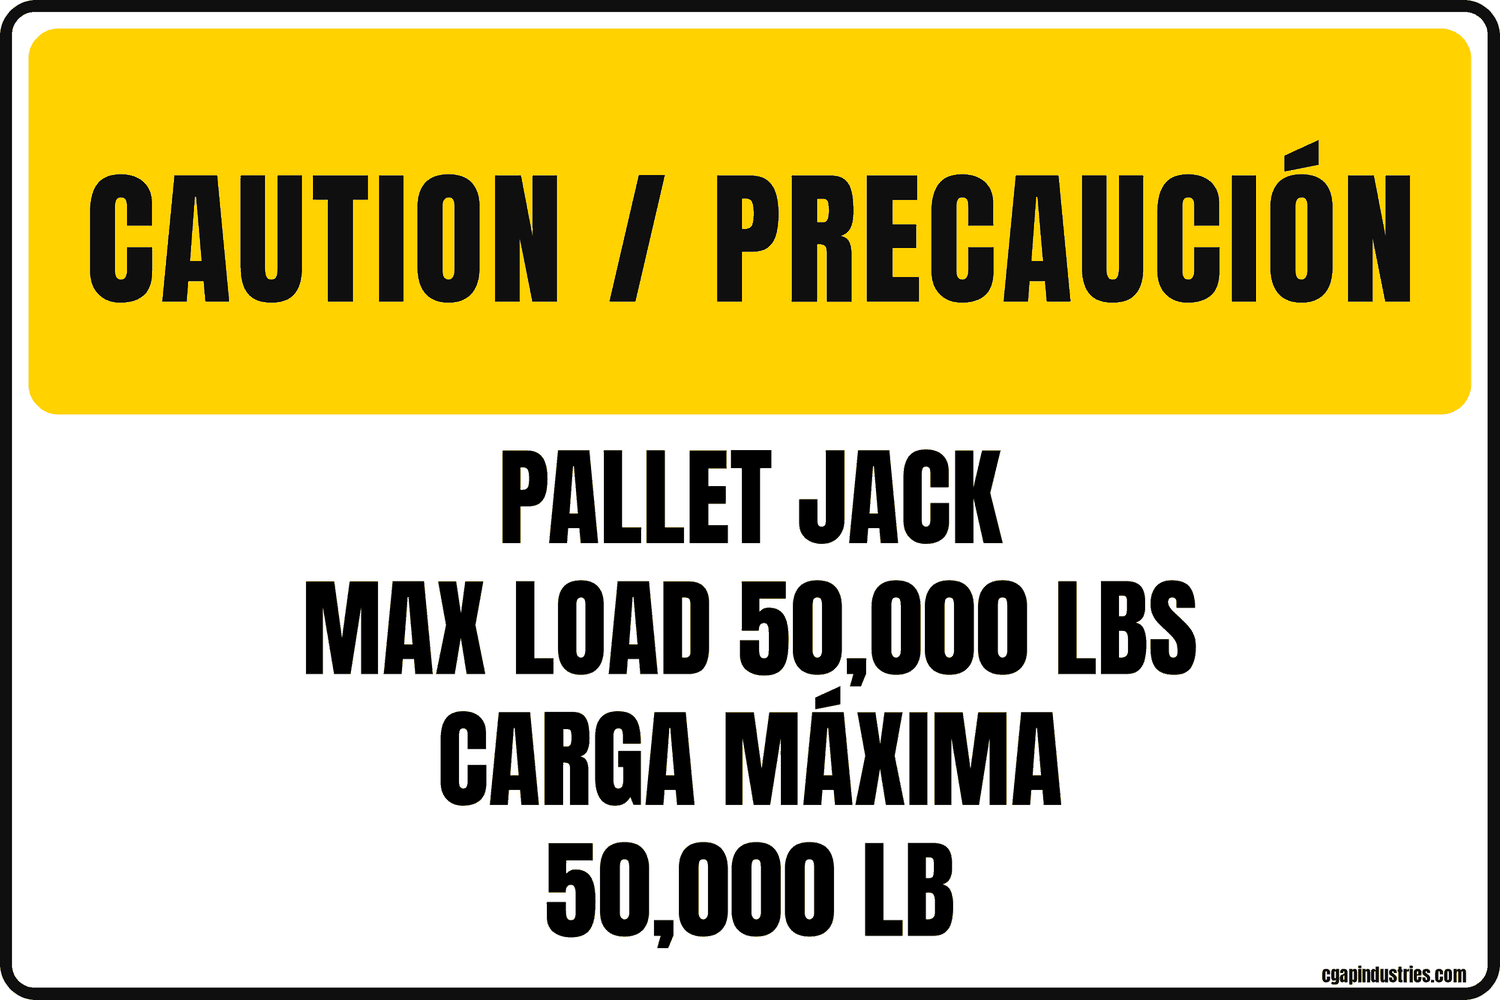 CAUTION / PRECAUCIÓN
PALLET JACK
MAX LOAD 50,000 LBS
CARGA MÁXIMA
50,000 LB
cgapindustries.com